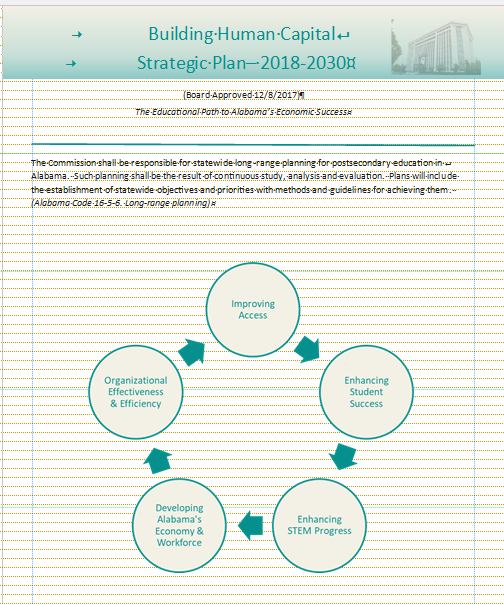 Building Human Capital
Strategic Plan – 2018-2030
(Board Approved 12/8/2017)
The Educational Path to Alabama's Economic Success
The Commission shall be responsible for statewide long-range planning for postsecondary education in
Alabama. Such planning shall be the result of continuous study, analysis and evaluation. Plans will include
the establishment of statewide objectives and priorities with methods and guidelines for achieving them.
(Alabama Code 16-5-6. Long-range planning)
Improving
Access
Enhancing
Student
Success
Enhancing
STEM Progress
Developing
Alabama's
Economy &
Workforce
Organizational
Effectiveness
& Efficiency